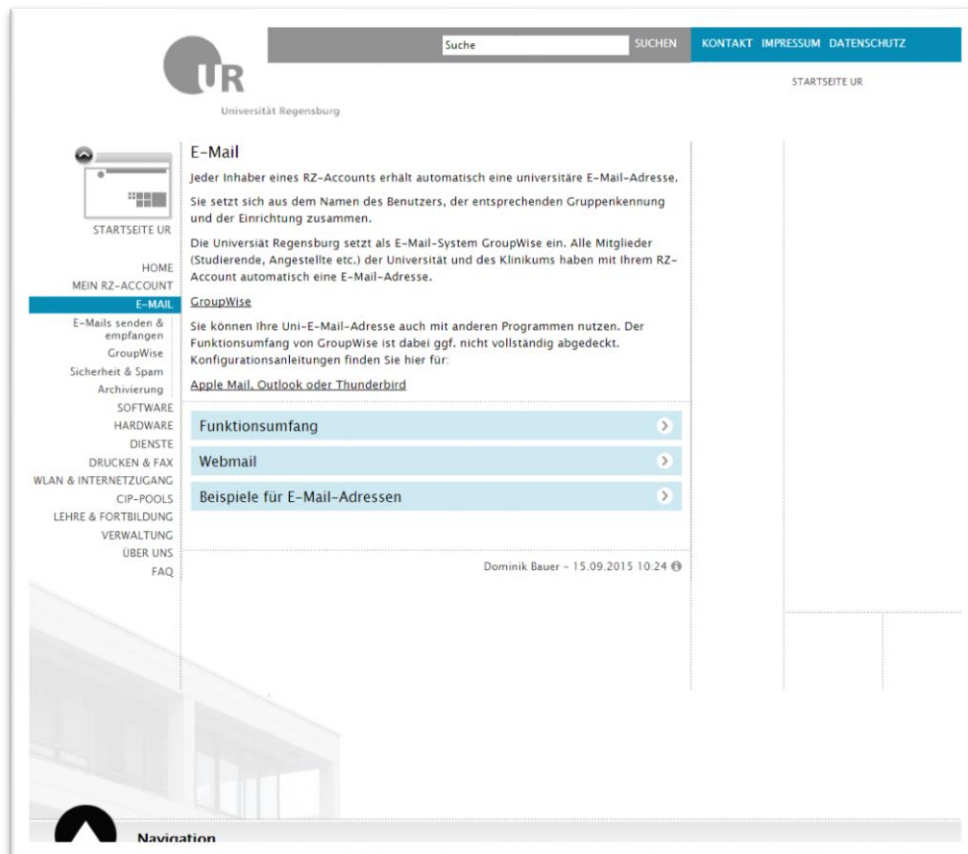 Suche
SUCHEN
KONTAKT IMPRESSUM DATENSCHUTZ
UR
Universität Regensburg
STARTSEITE UR
STARTSEITE UR
HOME
MEIN RZ-ACCOUNT
E-MAIL
E-Mails senden &
empfangen
GroupWise
Sicherheit & Spam
Archivierung
SOFTWARE
HARDWARE
DIENSTE
DRUCKEN & FAX
WLAN & INTERNETZUGANG
CIP-POOLS
LEHRE & FORTBILDUNG
VERWALTUNG
ÜBER UNS
FAQ
E-Mail
Jeder Inhaber eines RZ-Accounts erhält automatisch eine universitäre E-Mail-Adresse.
Sie setzt sich aus dem Namen des Benutzers, der entsprechenden Gruppenkennung
und der Einrichtung zusammen.
Die Universiät Regensburg setzt als E-Mail-System GroupWise ein. Alle Mitglieder
(Studierende, Angestellte etc.) der Universität und des Klinikums haben mit Ihrem RZ-
Account automatisch eine E-Mail-Adresse.
GroupWise
Sie können Ihre Uni-E-Mail-Adresse auch mit anderen Programmen nutzen. Der
Funktionsumfang von GroupWise ist dabei ggf. nicht vollständig abgedeckt.
Konfigurationsanleitungen finden Sie hier für:
Apple Mail, Outlook oder Thunderbird
Funktionsumfang
Webmail
Beispiele für E-Mail-Adressen
Dominik Bauer - 15.09.2015 10:24
Navigation